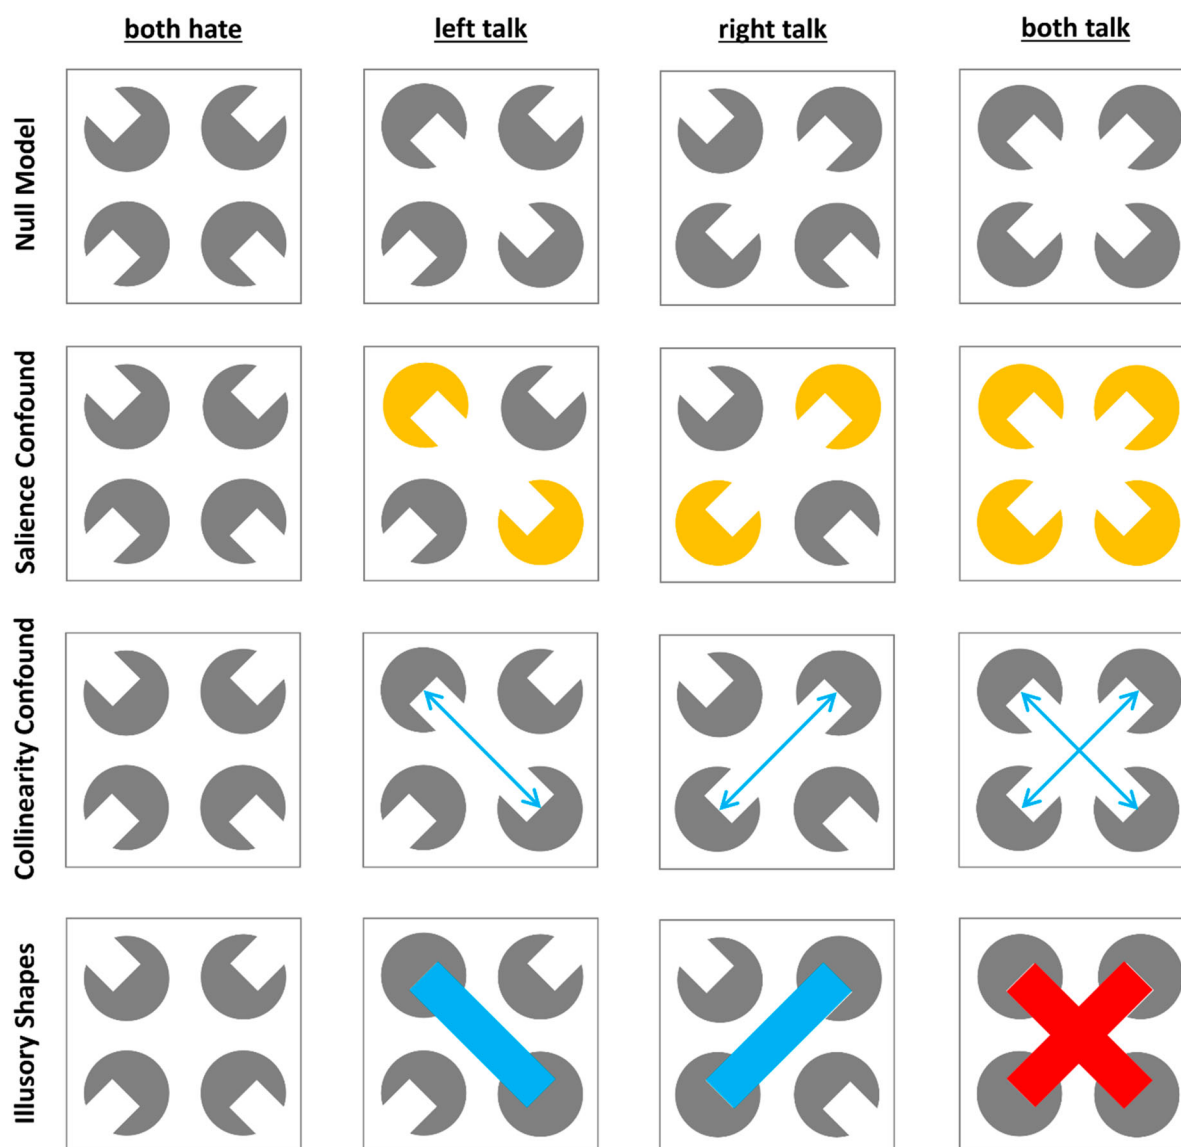 both hate
left talk
right talk
both talk
Null Model
Salience Confound
Collinearity Confound
Illusory Shapes